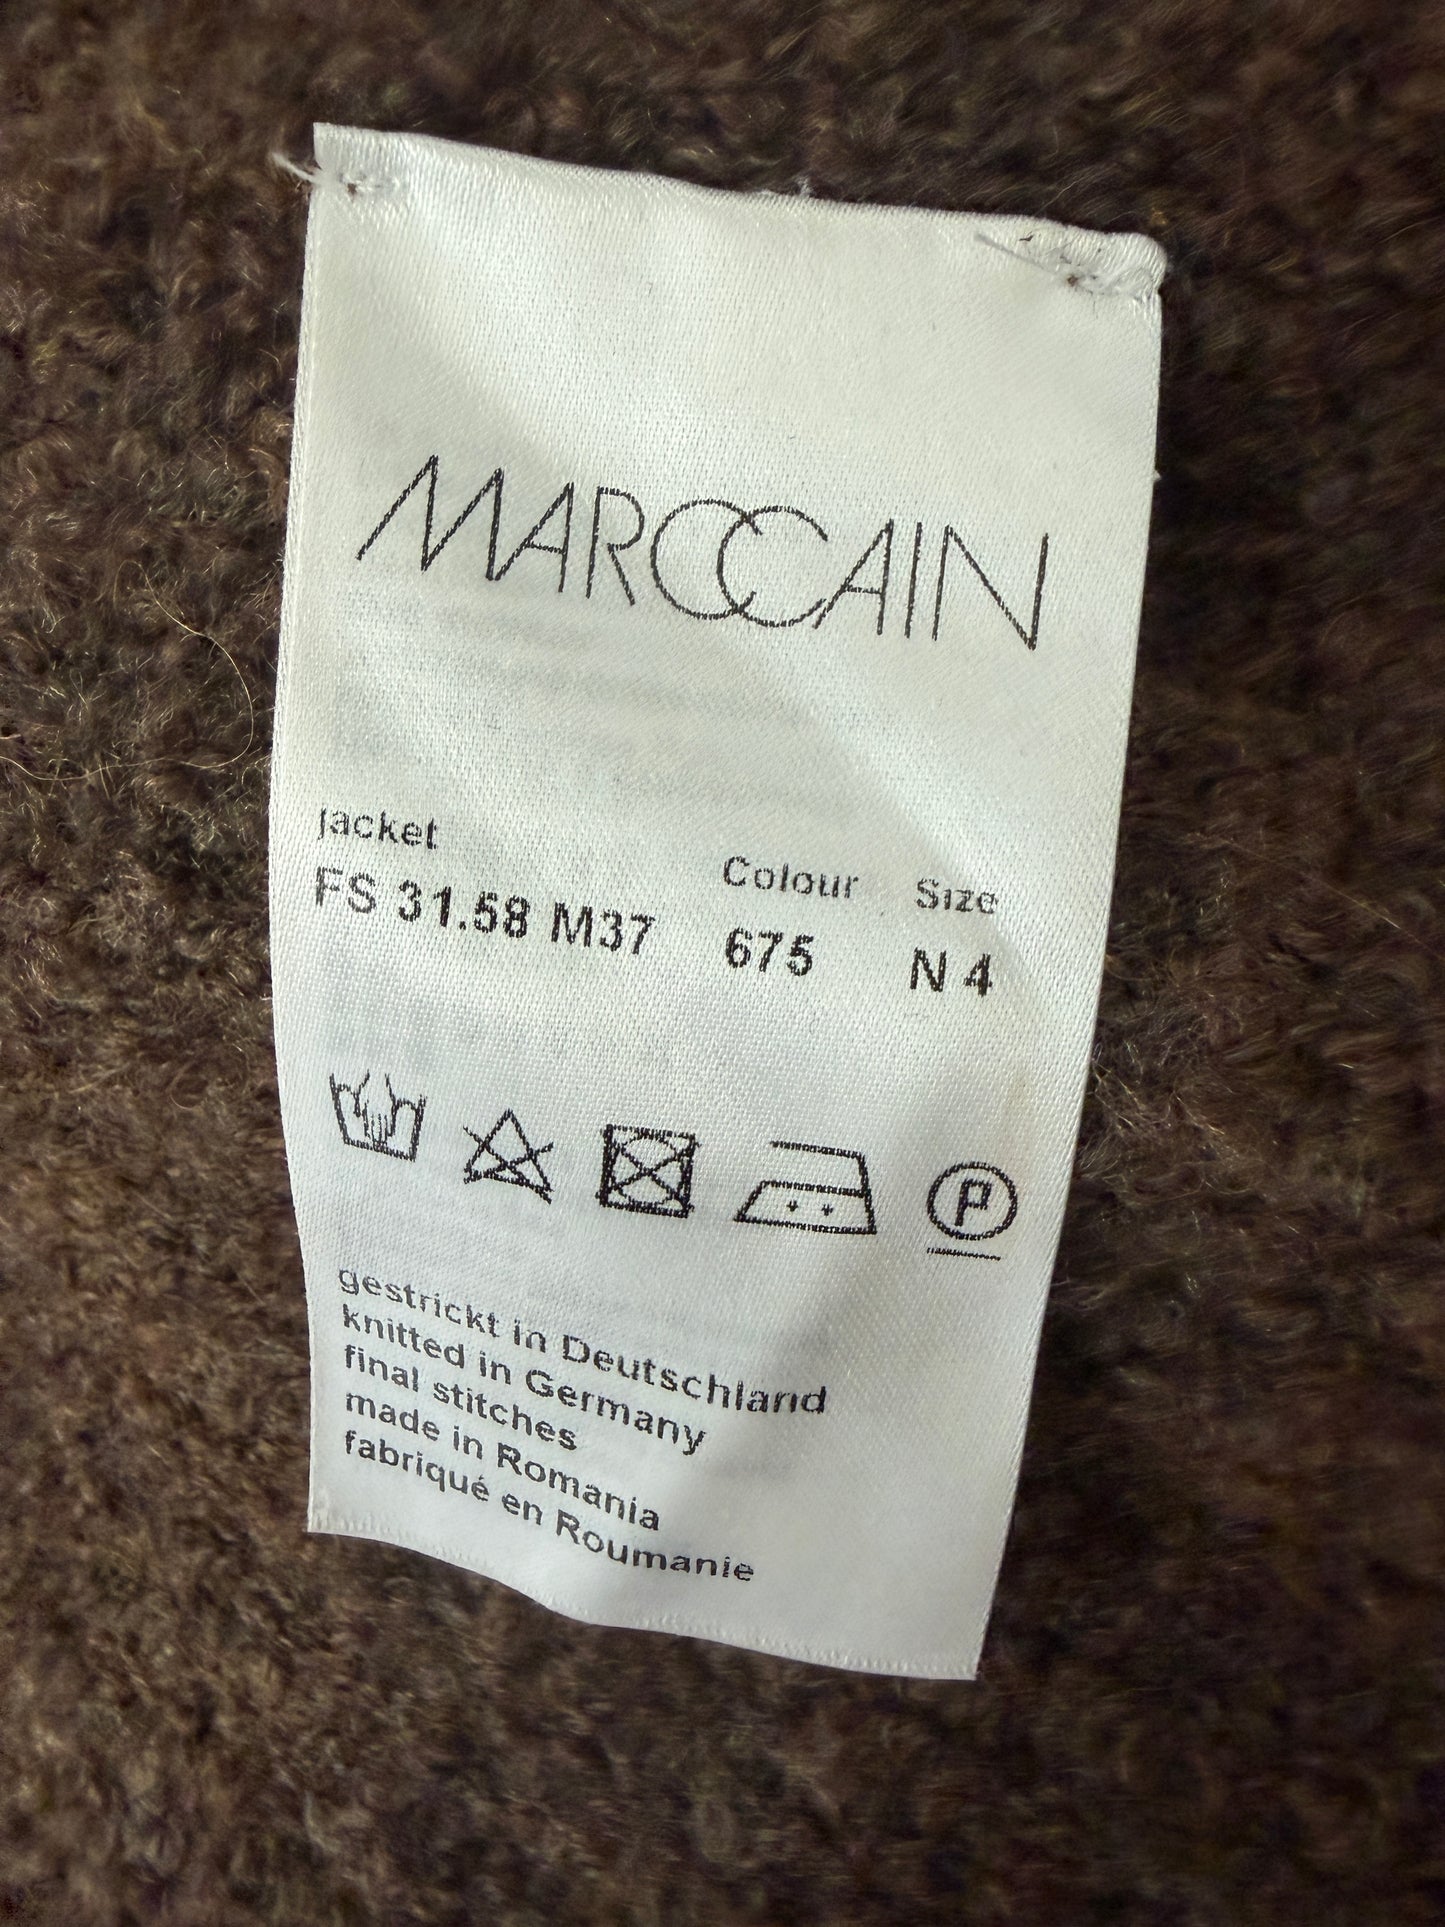 MARCCAIN
jacket Colour Size
FS 31.58 M37 675 N 4
P
gestrickt in Deutschland
knitted in Germany
final stitches
made in Romania
fabriqué en Roumanie